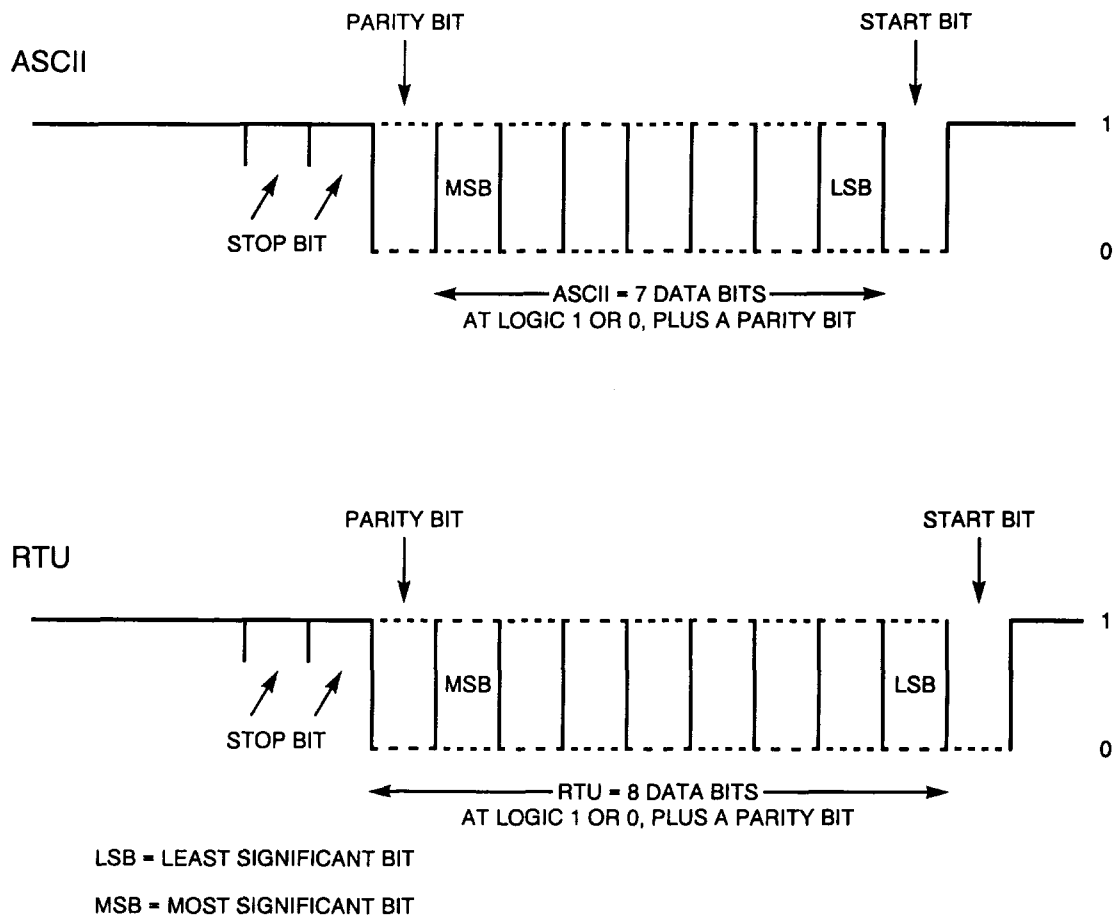 PARITY BIT
START BIT
ASCII
1
MSB
LSB
STOP BIT
0
ASCII = 7 DATA BITS
AT LOGIC 1 OR 0, PLUS A PARITY BIT
PARITY BIT
START BIT
RTU
1
MSB
LSB
STOP BIT
0
RTU = 8 DATA BITS
AT LOGIC 1 OR 0, PLUS A PARITY BIT
LSB = LEAST SIGNIFICANT BIT
MSB = MOST SIGNIFICANT BIT